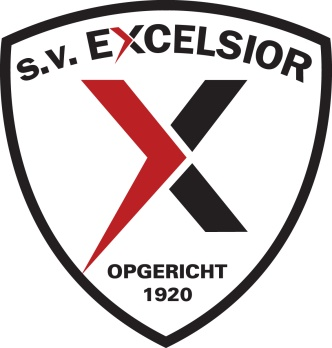 S.V. EXCELSIOR
X
OPGERICHT
1920